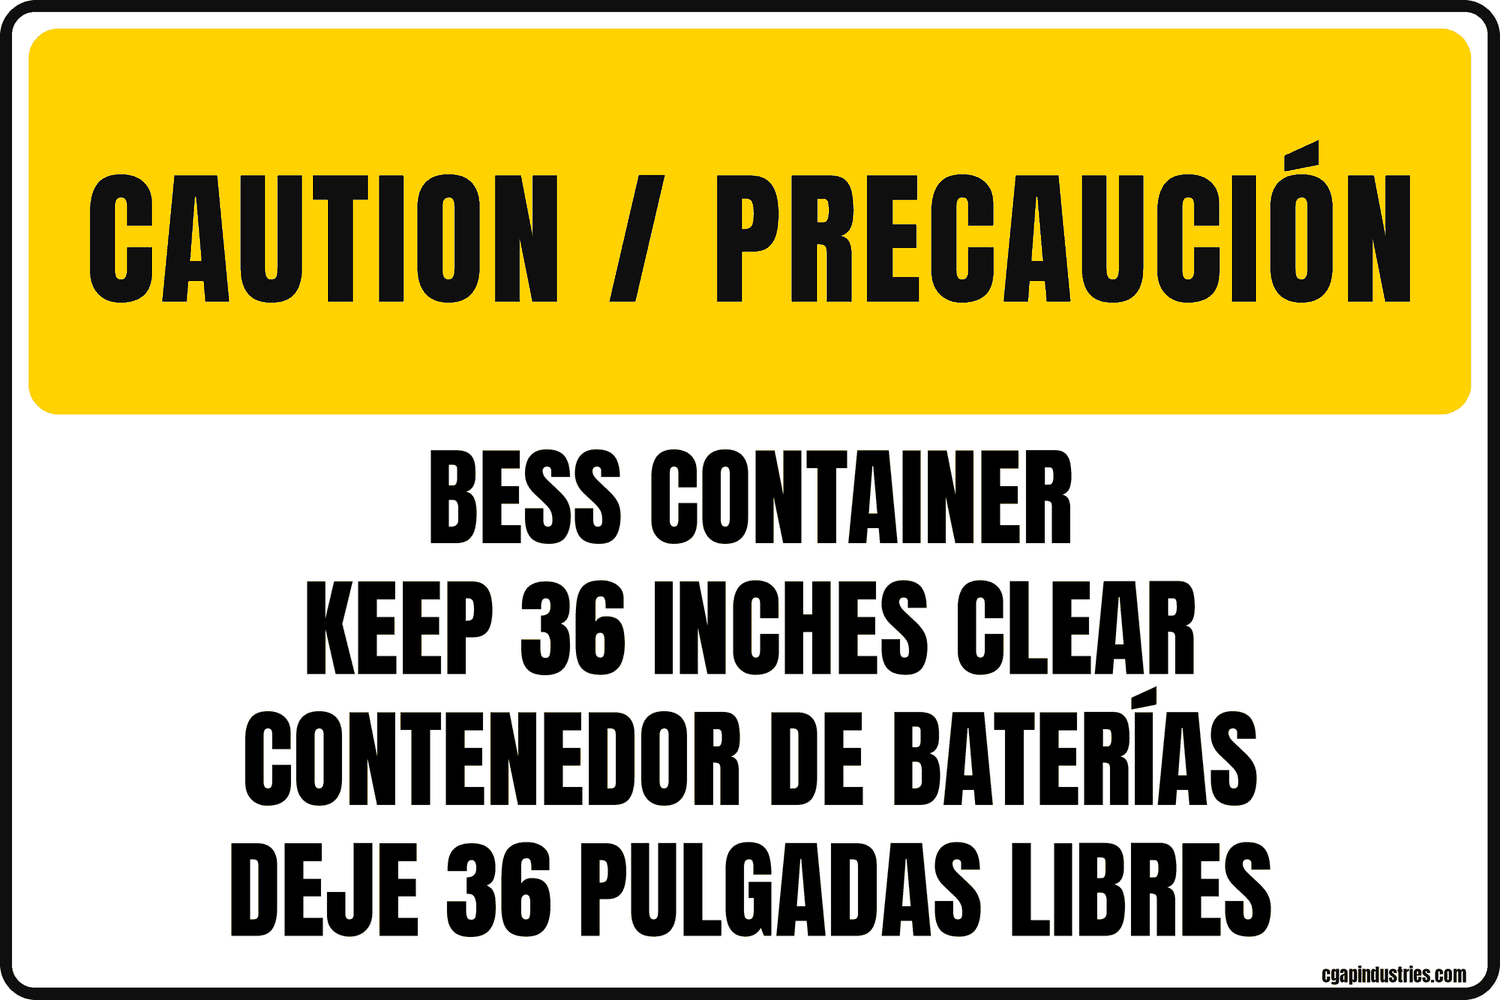 CAUTION / PRECAUCIÓN
BESS CONTAINER
KEEP 36 INCHES CLEAR
CONTENEDOR DE BATERÍAS
DEJE 36 PULGADAS LIBRES
cgapindustries.com